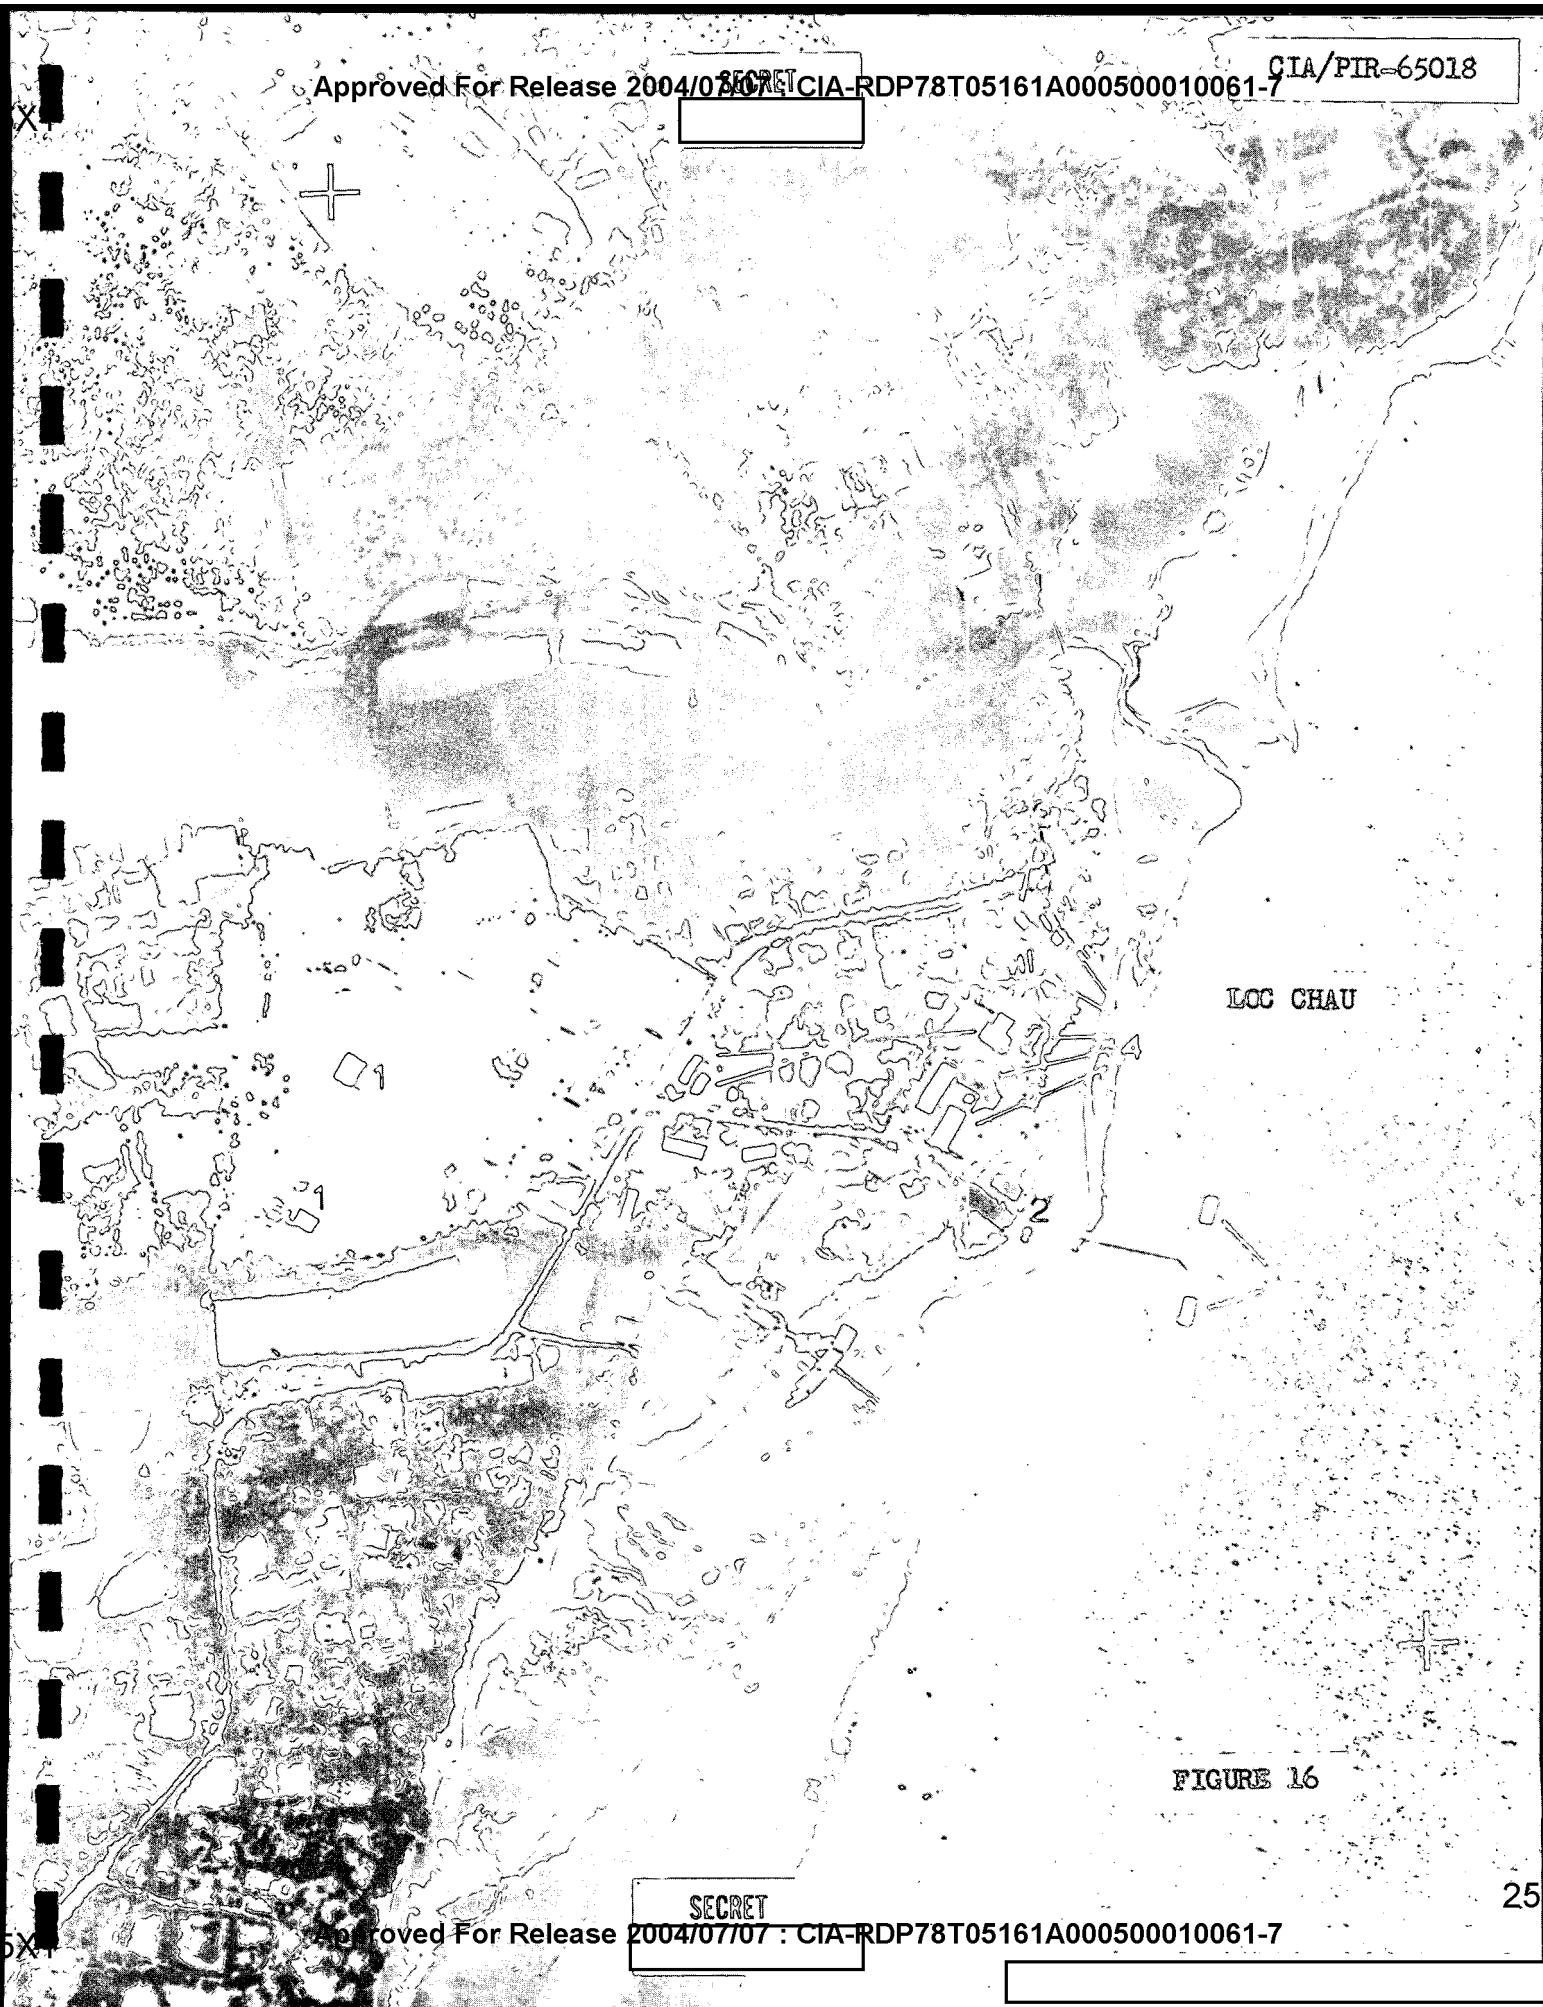 CIA/PIR-65018
SECRET
Approved For Release 2004/07/07 : CIA-RDP78T05161A000500010061-7
LOC CHAU
1
1
2
FIGURE 16
25
SECRET
Approved For Release 2004/07/07 : CIA-RDP78T05161A000500010061-7